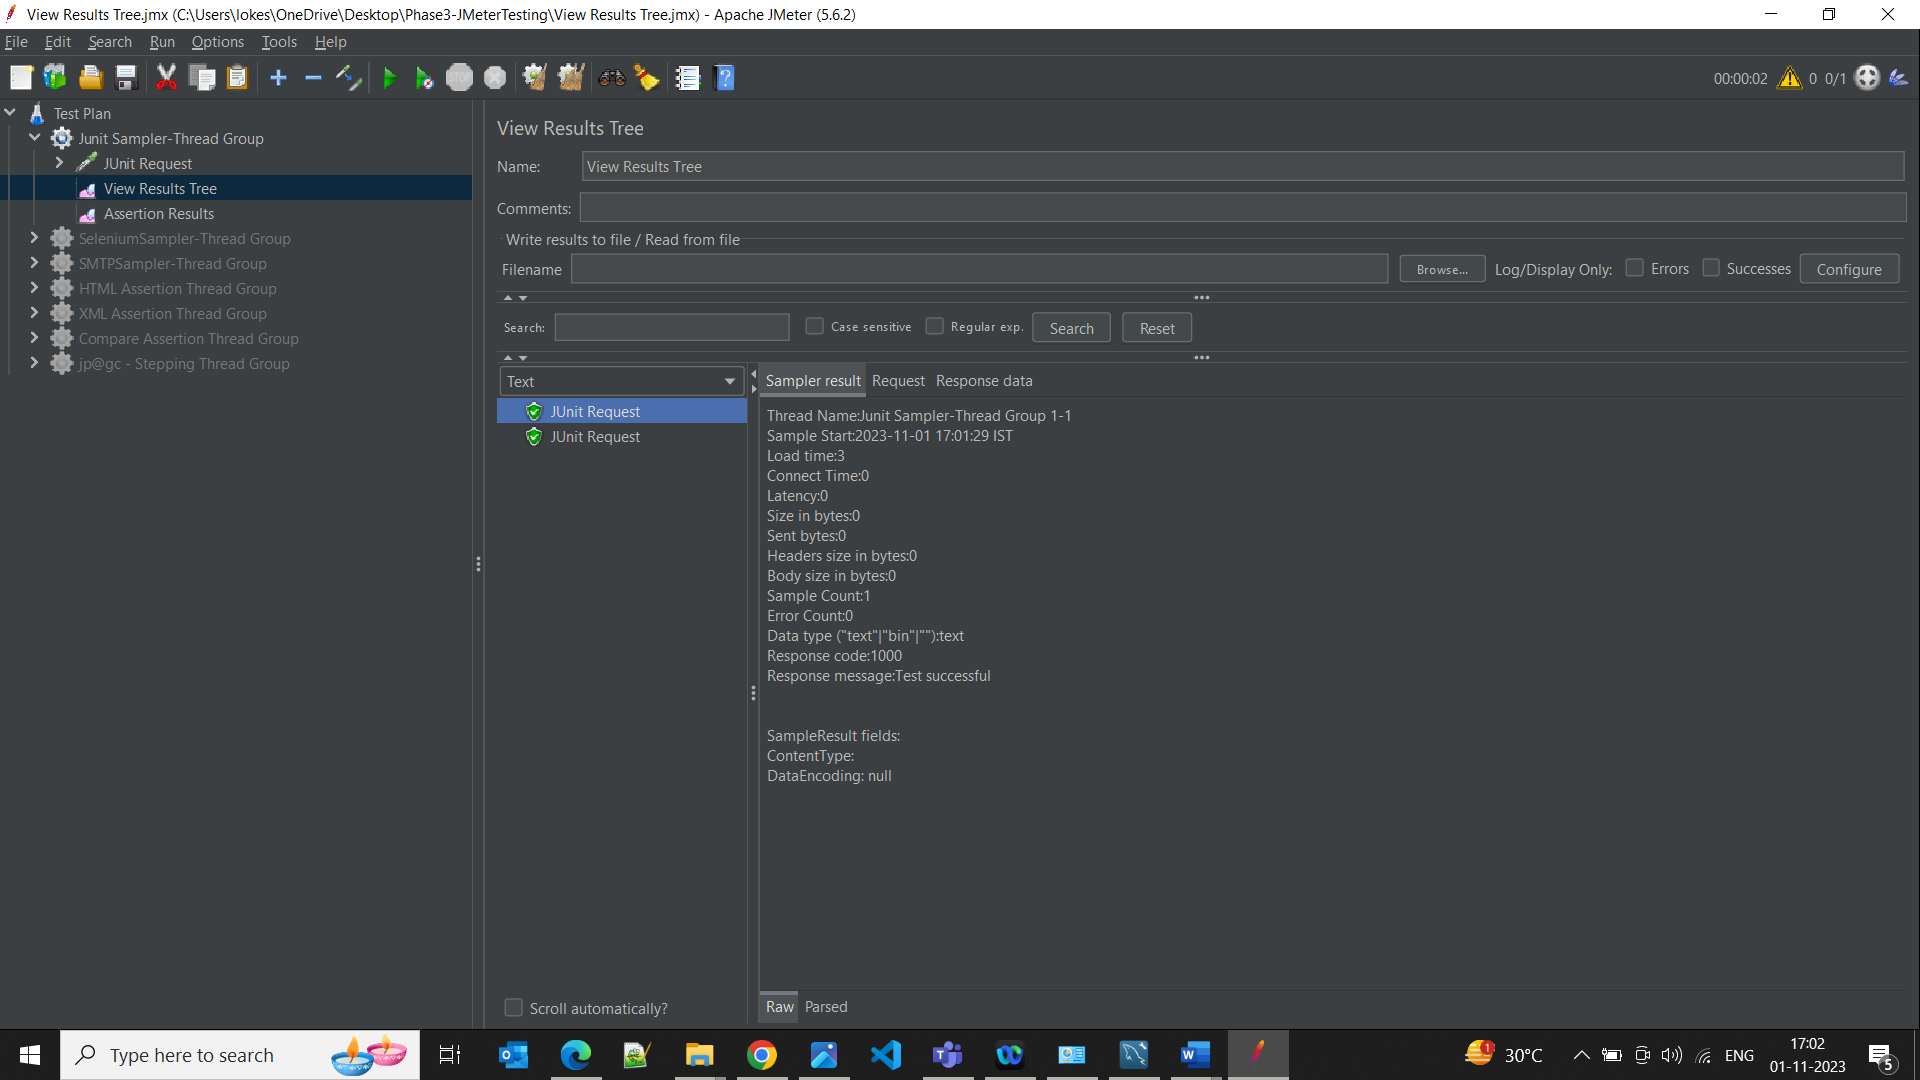 View Results Tree.jmx (C:\Users\lokes\OneDrive\Desktop\Phase3-JMeterTesting\View Results Tree.jmx) - Apache JMeter (5.6.2)
File Edit Search Run Options Tools Help
STOP
00:00:02 0 0/1
Test Plan
Junit Sampler-Thread Group
JUnit Request
View Results Tree
Assertion Results
SeleniumSampler-Thread Group
SMTPSampler-Thread Group
HTML Assertion Thread Group
XML Assertion Thread Group
Compare Assertion Thread Group
jp@gc - Stepping Thread Group
View Results Tree
Name: View Results Tree
Comments:
Write results to file / Read from file
Filename Browse... Log/Display Only: Errors Successes Configure
Search: Case sensitive Regular exp. Search Reset
Text
JUnit Request
JUnit Request
Scroll automatically?
Sampler result Request Response data
Thread Name:Junit Sampler-Thread Group 1-1
Sample Start:2023-11-01 17:01:29 IST
Load time:3
Connect Time:0
Latency:0
Size in bytes:0
Sent bytes:0
Headers size in bytes:0
Body size in bytes:0
Sample Count:1
Error Count:0
Data type ("text"|"bin"|""):text
Response code:1000
Response message:Test successful
SampleResult fields:
ContentType:
DataEncoding: null
Raw Parsed
Type here to search
1 30°C ENG
17:02
01-11-2023
5